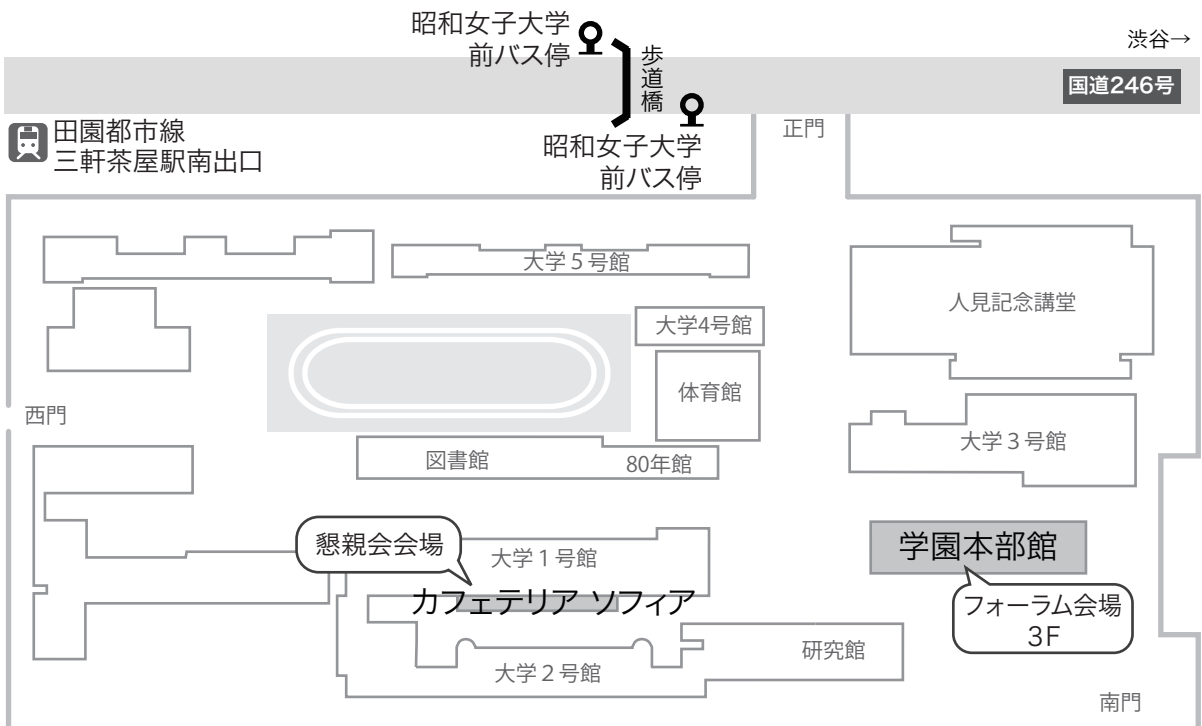 昭和女子大学
前バス停
歩道橋
渋谷→
国道246号
田園都市線
三軒茶屋駅南出口
昭和女子大学
前バス停
正門
大学５号館
人見記念講堂
大学4号館
体育館
西門
図書館
80年館
大学３号館
懇親会会場
大学１号館
学園本部館
カフェテリア ソフィア
フォーラム会場
3F
大学２号館
研究館
南門